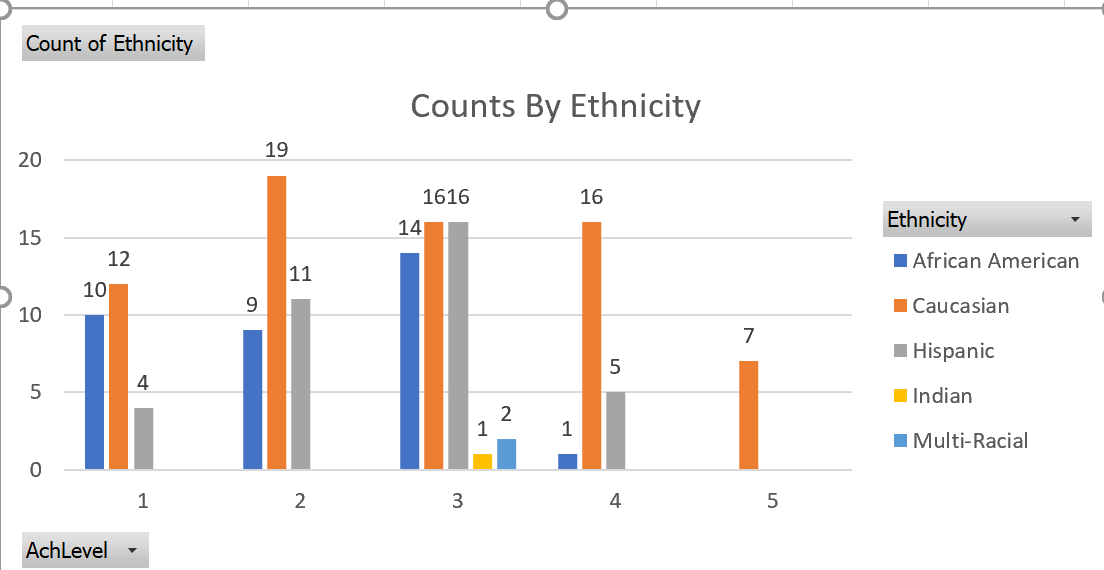 Count of Ethnicity
Counts By Ethnicity
20
15
10
5
0
10
12
4
9
19
11
14
16
16
1
2
1
16
5
7
1
2
3
4
5
Ethnicity
African American
Caucasian
Hispanic
Indian
Multi-Racial
AchLevel